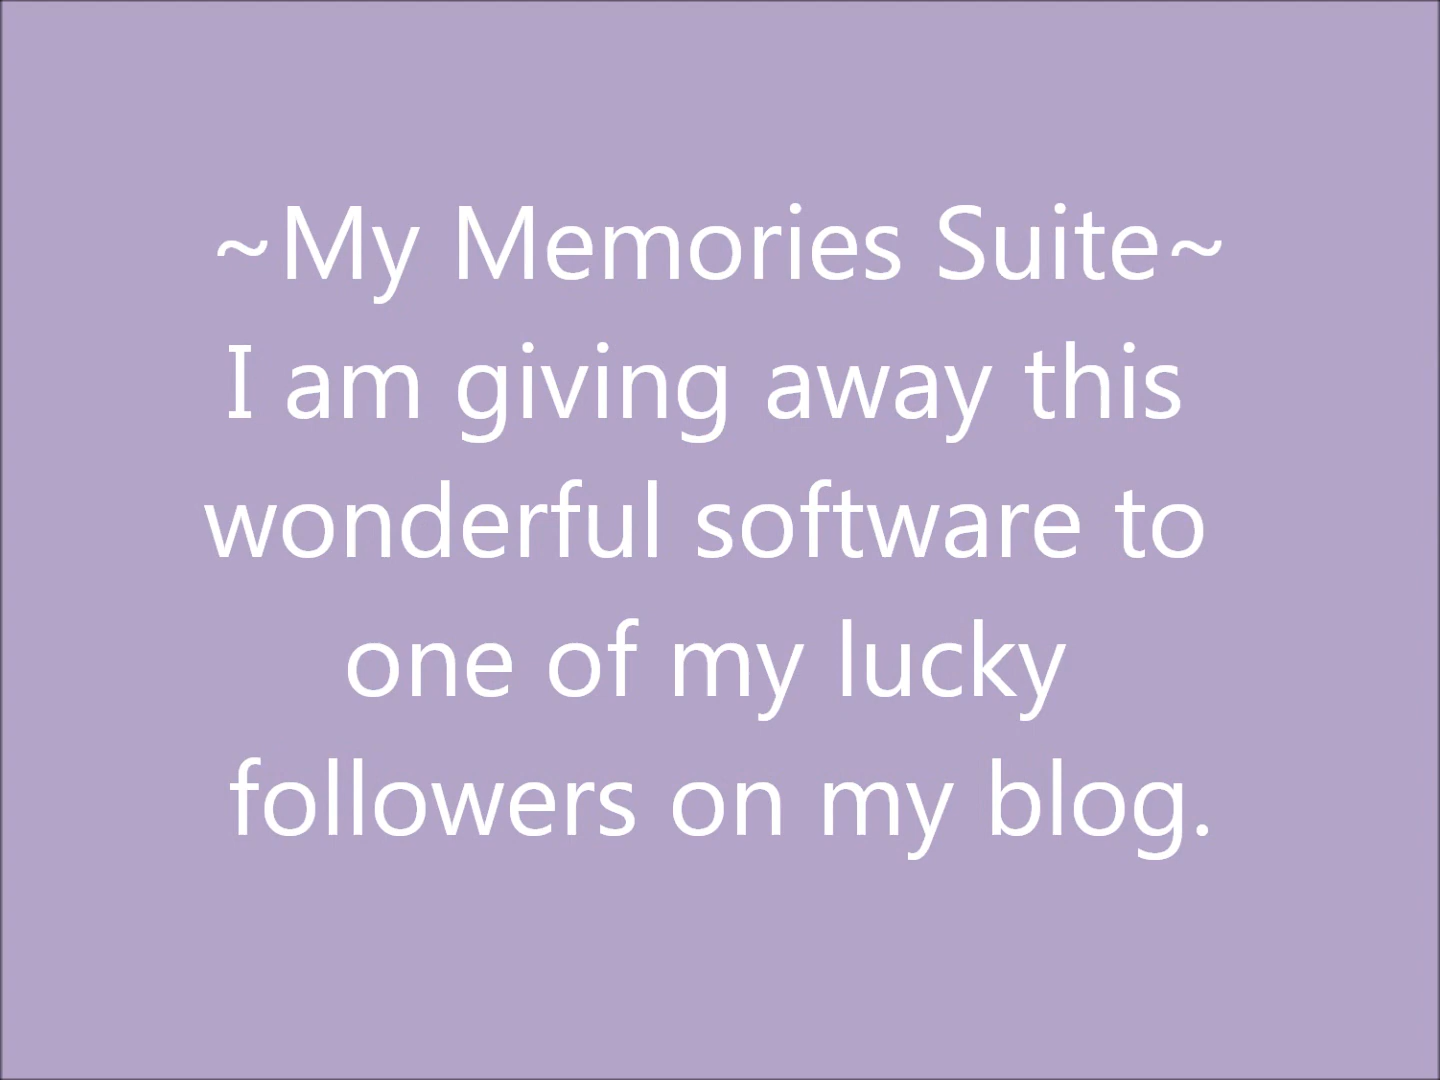 ~My Memories Suite~
I am giving away this
wonderful software to
one of my lucky
followers on my blog.